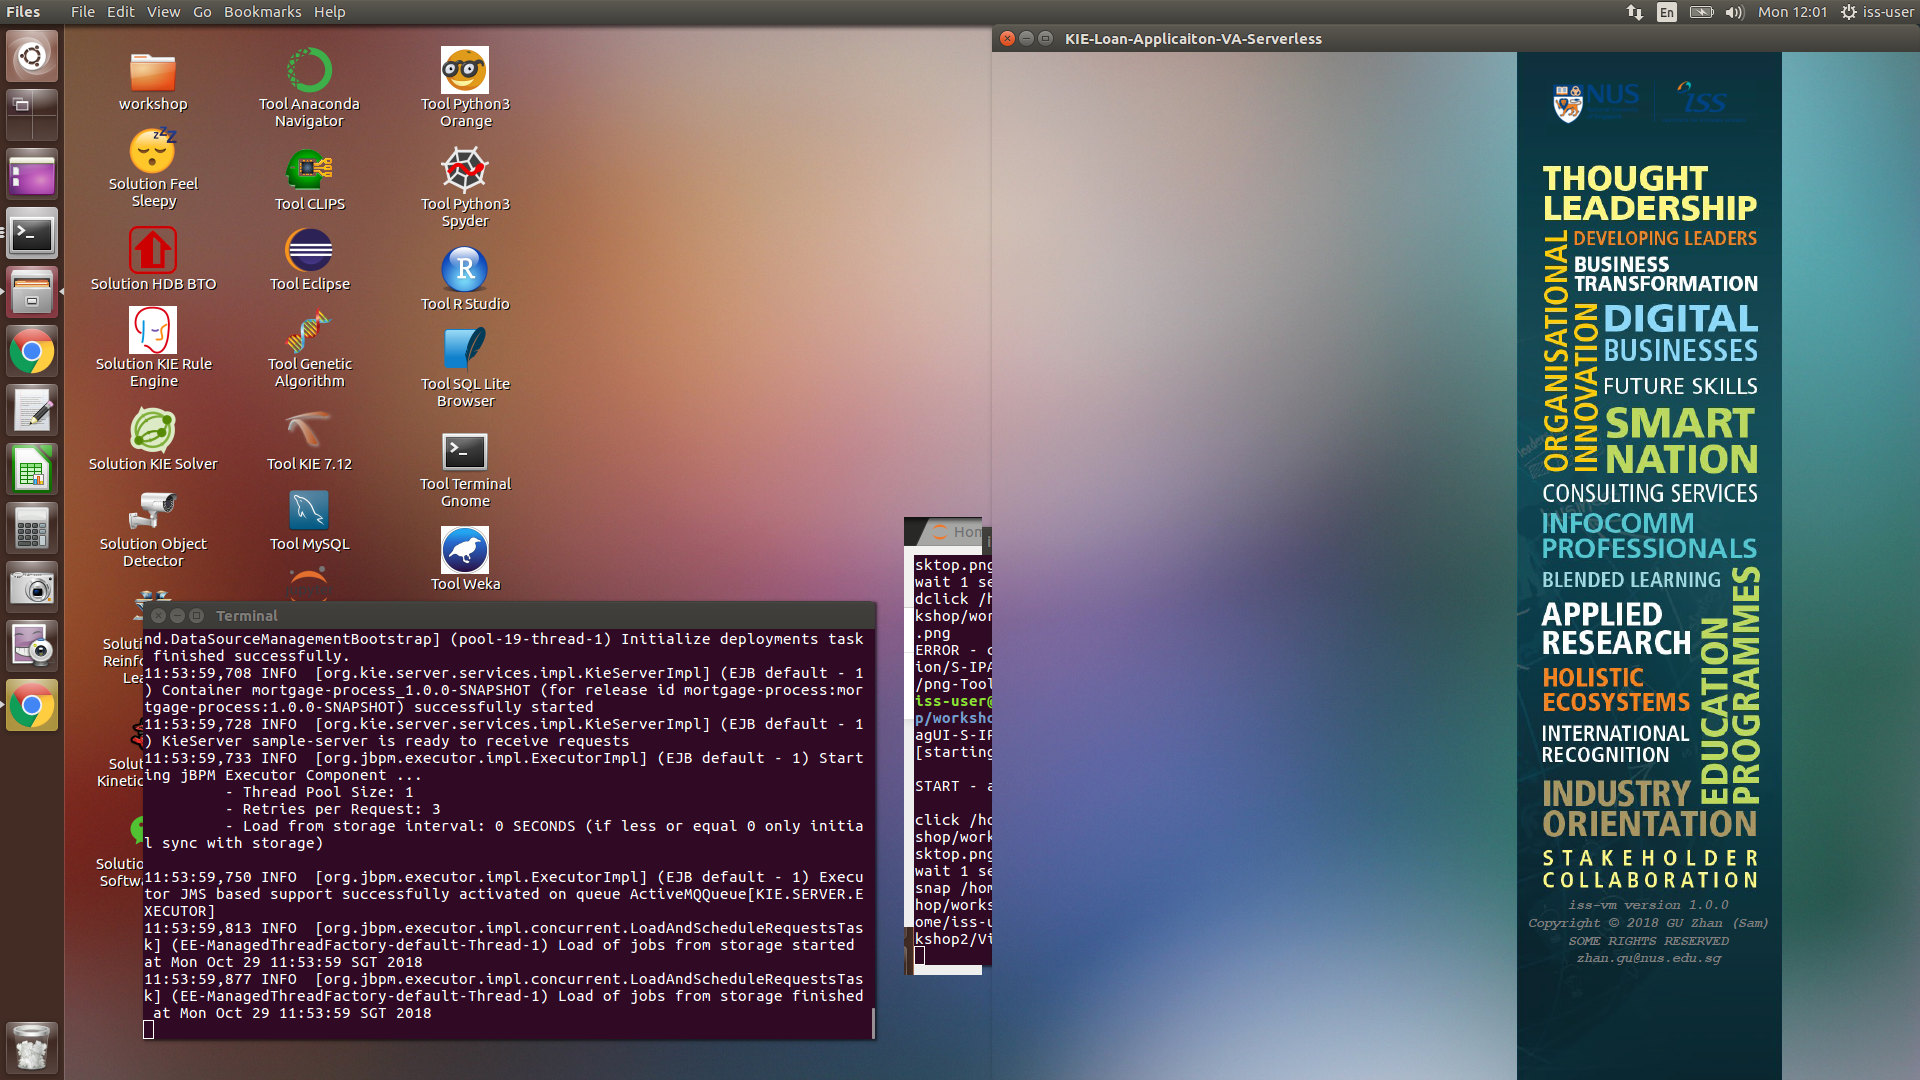 Files
File Edit View Go Bookmarks Help
En
Mon 12:01
iss-user
workshop
Tool Anaconda
Navigator
Tool Python3
Orange
Solution Feel
Sleepy
Tool CLIPS
Tool Python3
Spyder
Solution HDB BTO
Tool Eclipse
Tool R Studio
Solution KIE Rule
Engine
Tool Genetic
Algorithm
Tool SQL Lite
Browser
Solution KIE Solver
Tool KIE 7.12
Tool Terminal
Gnome
Solution Object
Detector
Tool MySQL
Tool Weka
Solu
Reinf
Lea
Solu
Kinetic
Solutio
Softw
Terminal
nd.DataSourceManagementBootstrap] (pool-19-thread-1) Initialize deployments task
finished successfully.
11:53:59,708 INFO  [org.kie.server.services.impl.KieServerImpl] (EJB default - 1
) Container mortgage-process_1.0.0-SNAPSHOT (for release id mortgage-process:mor
tgage-process:1.0.0-SNAPSHOT) successfully started
11:53:59,728 INFO  [org.kie.server.services.impl.KieServerImpl] (EJB default - 1
) KieServer sample-server is ready to receive requests
11:53:59,733 INFO  [org.jbpm.executor.impl.ExecutorImpl] (EJB default - 1) Start
ing jBPM Executor Component ...
- Thread Pool Size: 1
- Retries per Request: 3
- Load from storage interval: 0 SECONDS (if less or equal 0 only initia
l sync with storage)
11:53:59,750 INFO  [org.jbpm.executor.impl.ExecutorImpl] (EJB default - 1) Execu
tor JMS based support successfully activated on queue ActiveMQQueue[KIE.SERVER.E
XECUTOR]
11:53:59,813 INFO  [org.jbpm.executor.impl.concurrent.LoadAndScheduleRequestsTas
k] (EE-ManagedThreadFactory-default-Thread-1) Load of jobs from storage started
at Mon Oct 29 11:53:59 SGT 2018
11:53:59,877 INFO  [org.jbpm.executor.impl.concurrent.LoadAndScheduleRequestsTas
k] (EE-ManagedThreadFactory-default-Thread-1) Load of jobs from storage finished
at Mon Oct 29 11:53:59 SGT 2018
Hom
sktop.png
wait 1 se
dclick /h
kshop/wor
.png
ERROR - c
ion/S-IPA
/png-Tool
iss-user@
p/worksho
agUI-S-IP
[starting
START - a
click /ho
shop/work
sktop.png
wait 1 se
snap /hom
hop/works
ome/iss-u
kshop2/Vi
KIE-Loan-Applicaiton-VA-Serverless
NUS
ISS
THOUGHT
LEADERSHIP
ORGANISATIONAL
INNOVATION
DEVELOPING LEADERS
BUSINESS
TRANSFORMATION
DIGITAL
BUSINESSES
FUTURE SKILLS
SMART
NATION
CONSULTING SERVICES
INFOCOMM
PROFESSIONALS
BLENDED LEARNING
APPLIED
RESEARCH
HOLISTIC
ECOSYSTEMS
INTERNATIONAL
RECOGNITION
EDUCATION
PROGRAMMES
INDUSTRY
ORIENTATION
STAKEHOLDER
COLLABORATION
iss-vm version 1.0.0
Copyright © 2018 GU Zhan (Sam)
SOME RIGHTS RESERVED
zhan.gu@nus.edu.sg